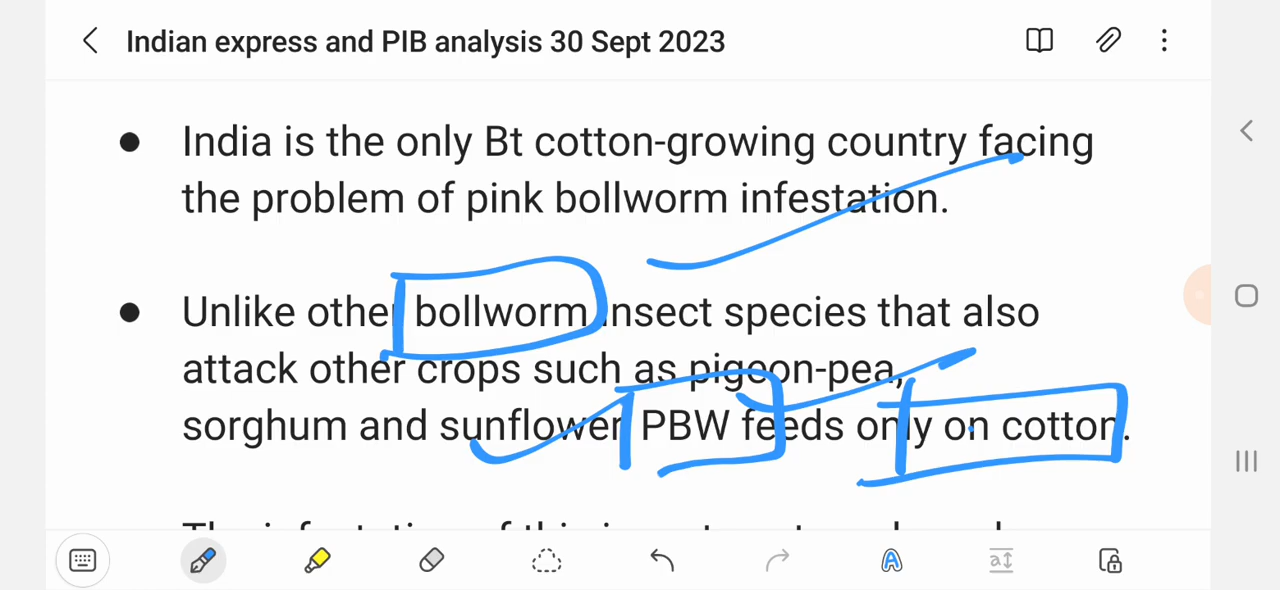 Indian express and PIB analysis 30 Sept 2023
● India is the only Bt cotton-growing country facing
the problem of pink bollworm infestation.
● Unlike other bollworm insect species that also
attack other crops such as pigeon-pea,
sorghum and sunflower PBW feeds only on cotton.